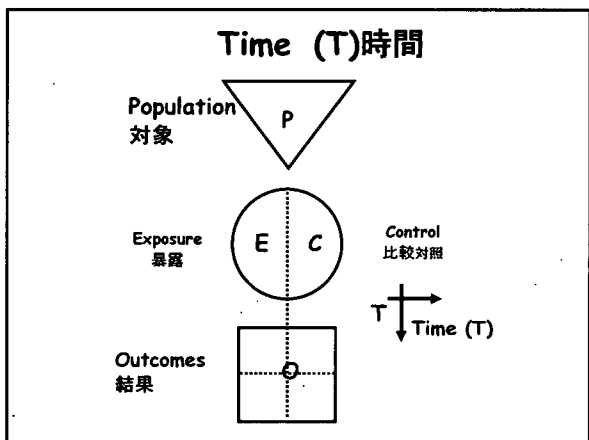 Time (T)時間
Population
対象
P
Exposure
暴露
E
C
Control
比較対照
T
Time (T)
Outcomes
結果
O